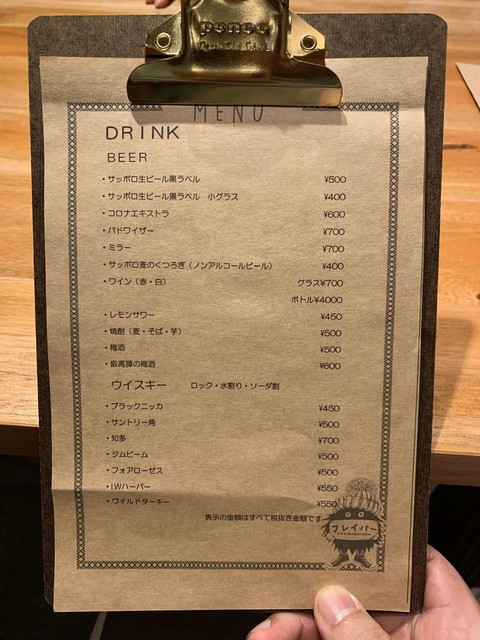 penco
MENU
DRINK
BEER
・サッポロ生ビール黒ラベル ¥500
・サッポロ生ビール黒ラベル 小グラス ¥400
・コロナエキストラ ¥600
・バドワイザー ¥700
・ミラー ¥700
・サッポロ麦のくつろぎ（ノンアルコールビール） ¥400
・ワイン（赤・白） グラス¥700
ボトル¥4000
・レモンサワー ¥450
・焼酎（麦・そば・芋） ¥500
・梅酒 ¥500
・鍛高譚の梅酒 ¥600
ウイスキー ロック・水割り・ソーダ割
・ブラックニッカ ¥450
・サントリー角 ¥500
・知多 ¥700
・ジムビーム ¥500
・フォアローゼス ¥500
・IWハーパー ¥550
・ワイルドターキー ¥550
表示の金額はすべて税抜き金額です
フレイバー